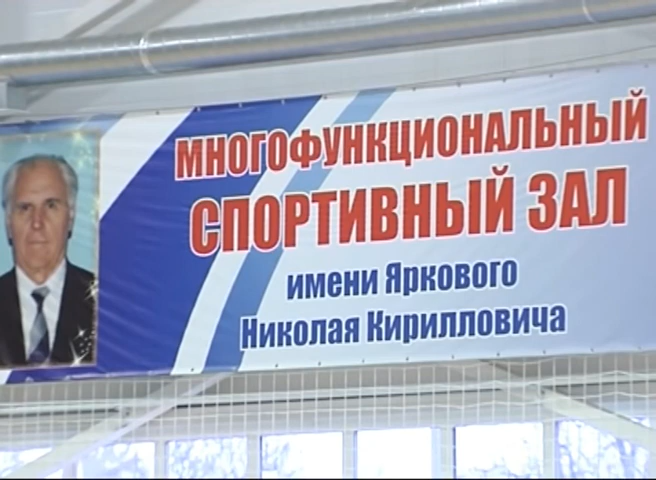 МНОГОФУНКЦИОНАЛЬНЫЙ
СПОРТИВНЫЙ ЗАЛ
имени Яркового
Николая Кирилловича